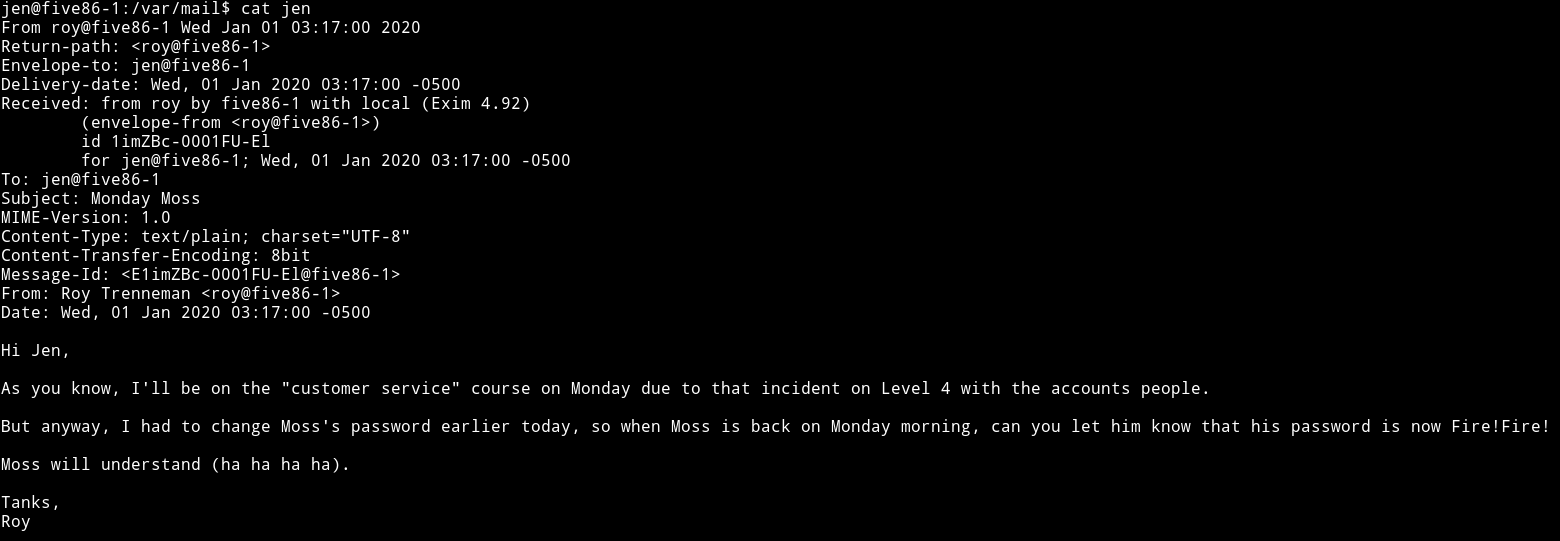 jen@five86-1:/var/mail$ cat jen
From roy@five86-1 Wed Jan 01 03:17:00 2020
Return-path: <roy@five86-1>
Envelope-to: jen@five86-1
Delivery-date: Wed, 01 Jan 2020 03:17:00 -0500
Received: from roy by five86-1 with local (Exim 4.92)
        (envelope-from <roy@five86-1>)
        id 1imZBc-0001FU-El
        for jen@five86-1; Wed, 01 Jan 2020 03:17:00 -0500
To: jen@five86-1
Subject: Monday Moss
MIME-Version: 1.0
Content-Type: text/plain; charset="UTF-8"
Content-Transfer-Encoding: 8bit
Message-Id: <E1imZBc-0001FU-El@five86-1>
From: Roy Trenneman <roy@five86-1>
Date: Wed, 01 Jan 2020 03:17:00 -0500

Hi Jen,

As you know, I'll be on the "customer service" course on Monday due to that incident on Level 4 with the accounts people.

But anyway, I had to change Moss's password earlier today, so when Moss is back on Monday morning, can you let him know that his password is now Fire!Fire!

Moss will understand (ha ha ha ha).

Tanks,
Roy